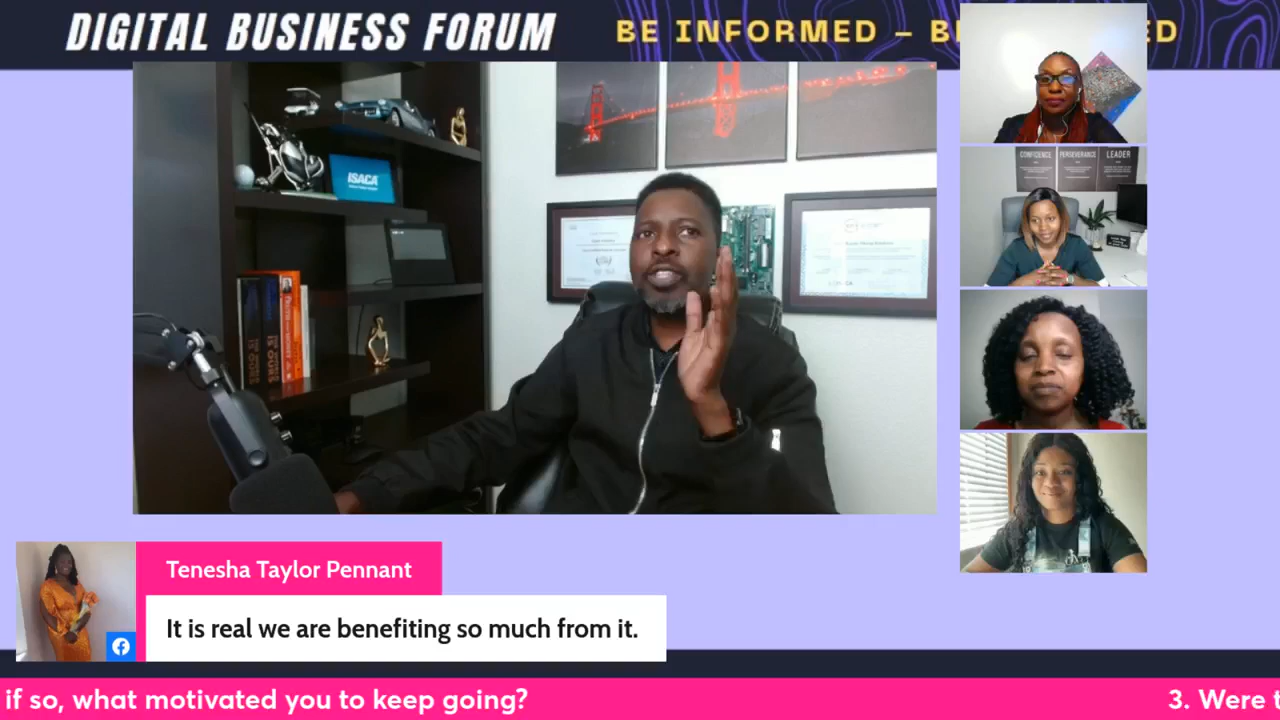 DIGITAL BUSINESS FORUM
BE INFORMED – B
ED
ISACA
CONFIDENCE
PERSEVERANCE
LEADER
Tenesha Taylor Pennant
It is real we are benefiting so much from it.
if so, what motivated you to keep going?
3. Were t